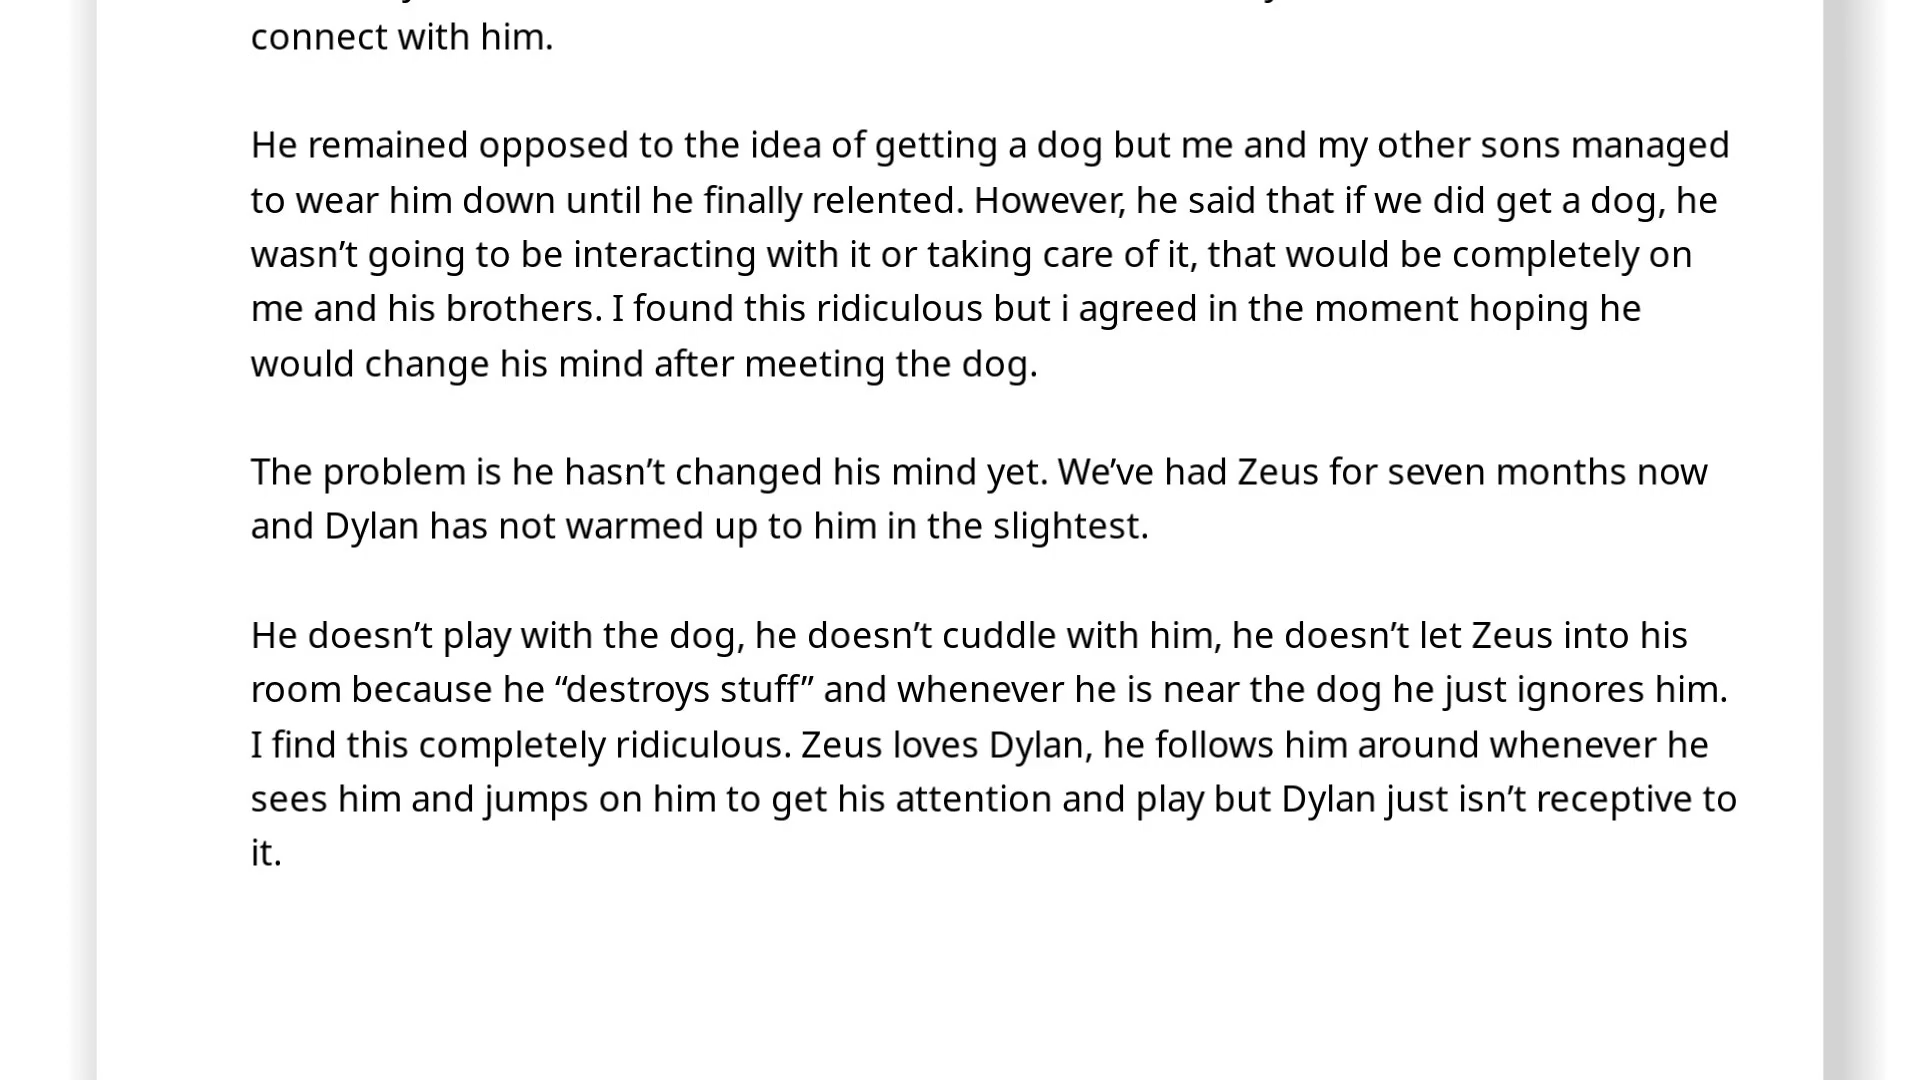 connect with him.
He remained opposed to the idea of getting a dog but me and my other sons managed
to wear him down until he finally relented. However, he said that if we did get a dog, he
wasn’t going to be interacting with it or taking care of it, that would be completely on
me and his brothers. I found this ridiculous but i agreed in the moment hoping he
would change his mind after meeting the dog.
The problem is he hasn’t changed his mind yet. We’ve had Zeus for seven months now
and Dylan has not warmed up to him in the slightest.
He doesn’t play with the dog, he doesn’t cuddle with him, he doesn’t let Zeus into his
room because he “destroys stuff” and whenever he is near the dog he just ignores him.
I find this completely ridiculous. Zeus loves Dylan, he follows him around whenever he
sees him and jumps on him to get his attention and play but Dylan just isn’t receptive to
it.